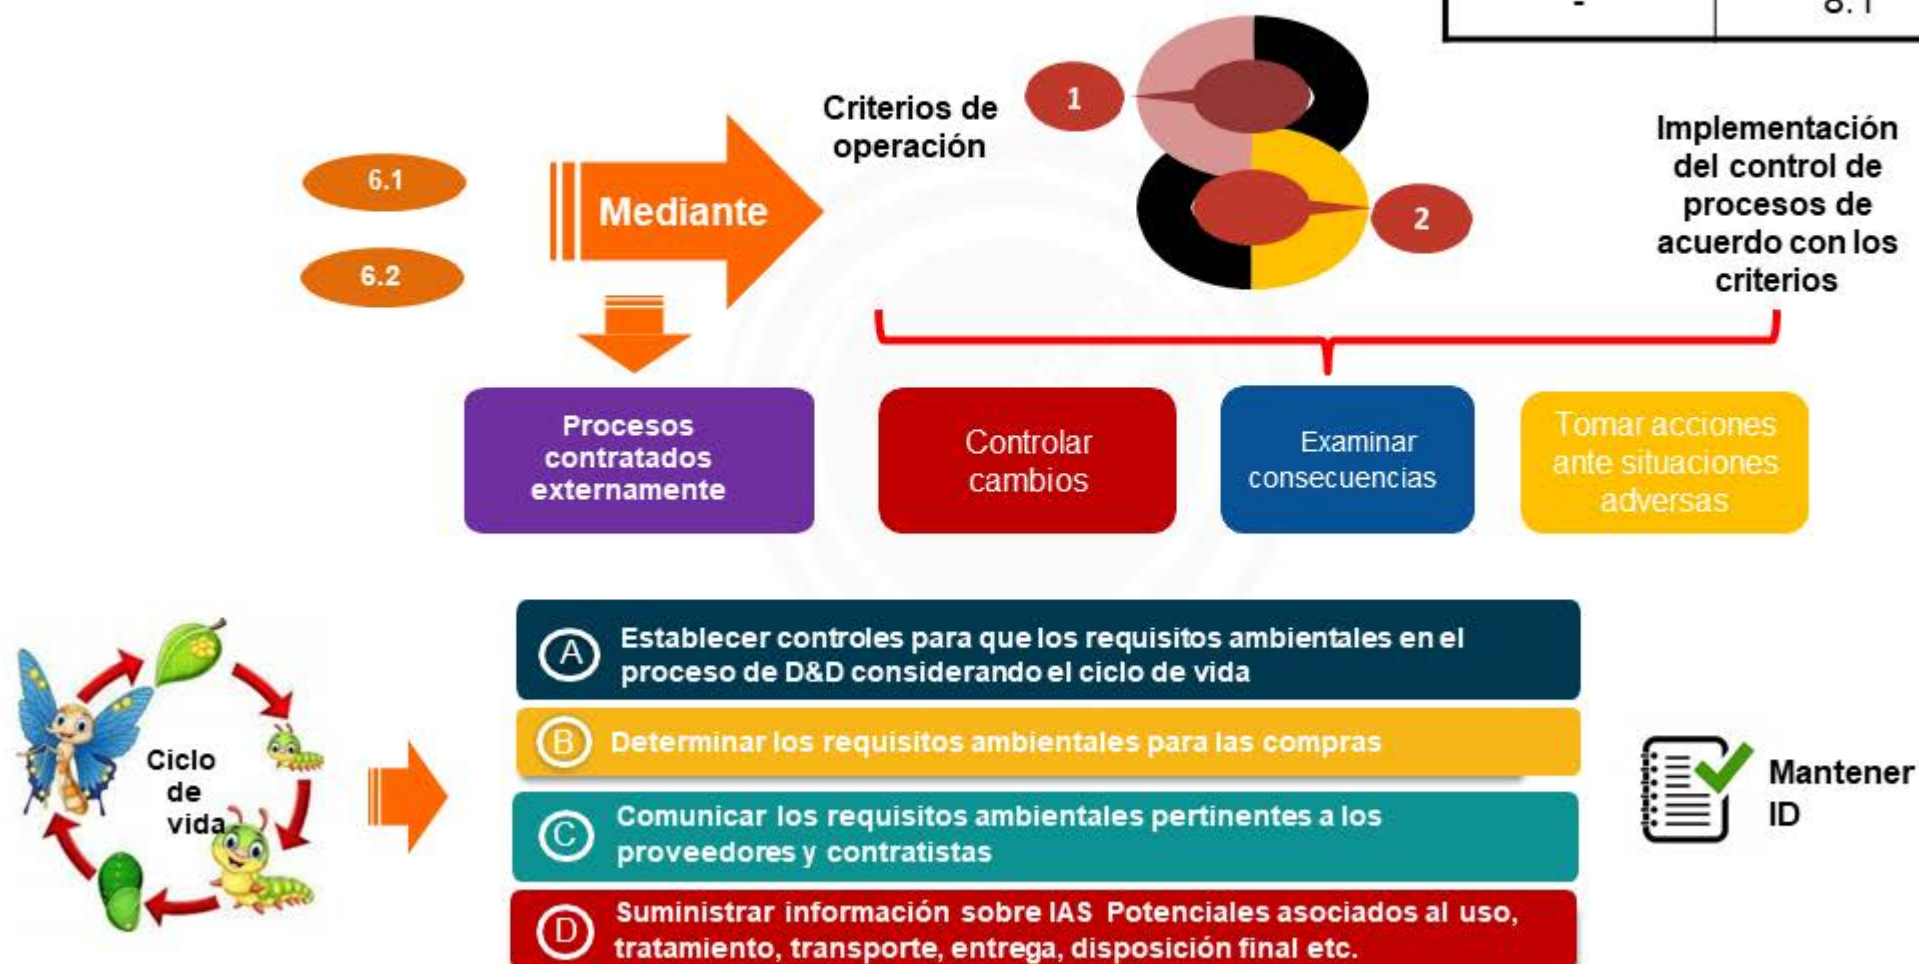 -
8.1
6.1
6.2
Mediante
Criterios de
operación
1
2
Implementación
del control de
procesos de
acuerdo con los
criterios
Procesos
contratados
externamente
Controlar
cambios
Examinar
consecuencias
Tomar acciones
ante situaciones
adversas
Ciclo
de
vida
A
Establecer controles para que los requisitos ambientales en el
proceso de D&D considerando el ciclo de vida
B
Determinar los requisitos ambientales para las compras
C
Comunicar los requisitos ambientales pertinentes a los
proveedores y contratistas
D
Suministrar información sobre IAS Potenciales asociados al uso,
tratamiento, transporte, entrega, disposición final etc.
Mantener
ID